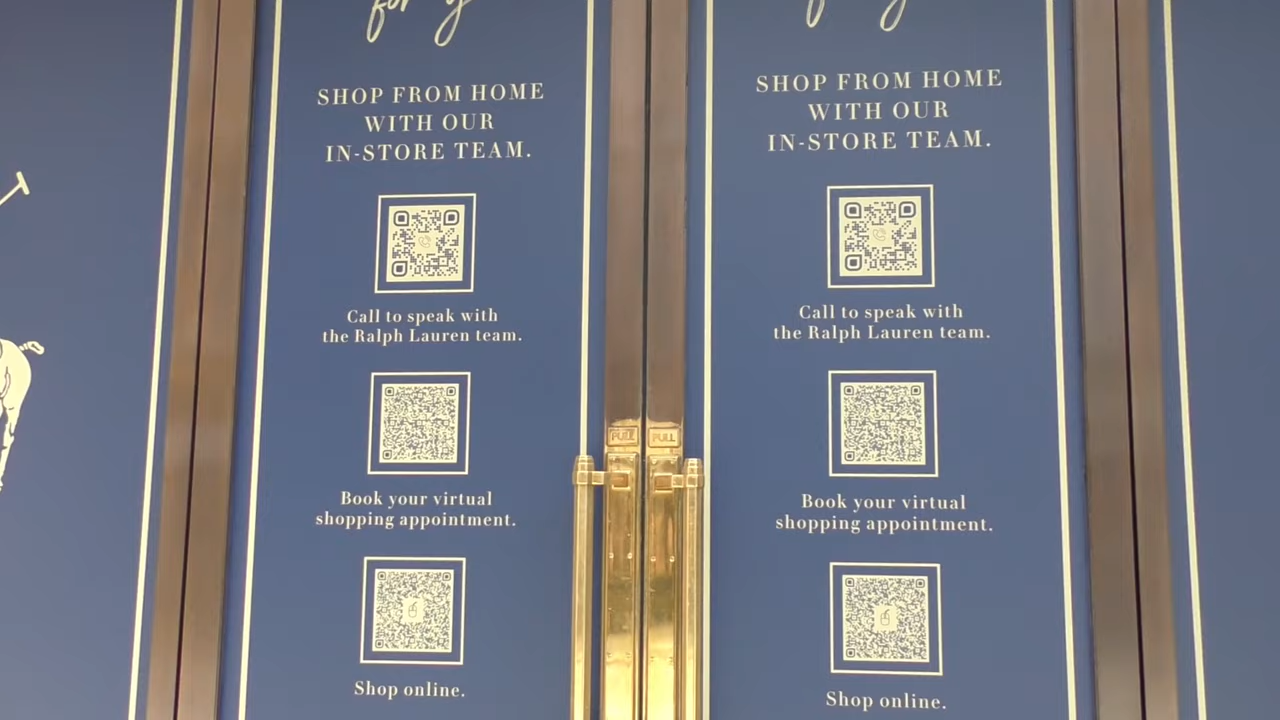 for y
SHOP FROM HOME
WITH OUR
IN-STORE TEAM.
Call to speak with
the Ralph Lauren team.
Book your virtual
shopping appointment.
Shop online.
PULL
PULL
for y
SHOP FROM HOME
WITH OUR
IN-STORE TEAM.
Call to speak with
the Ralph Lauren team.
Book your virtual
shopping appointment.
Shop online.